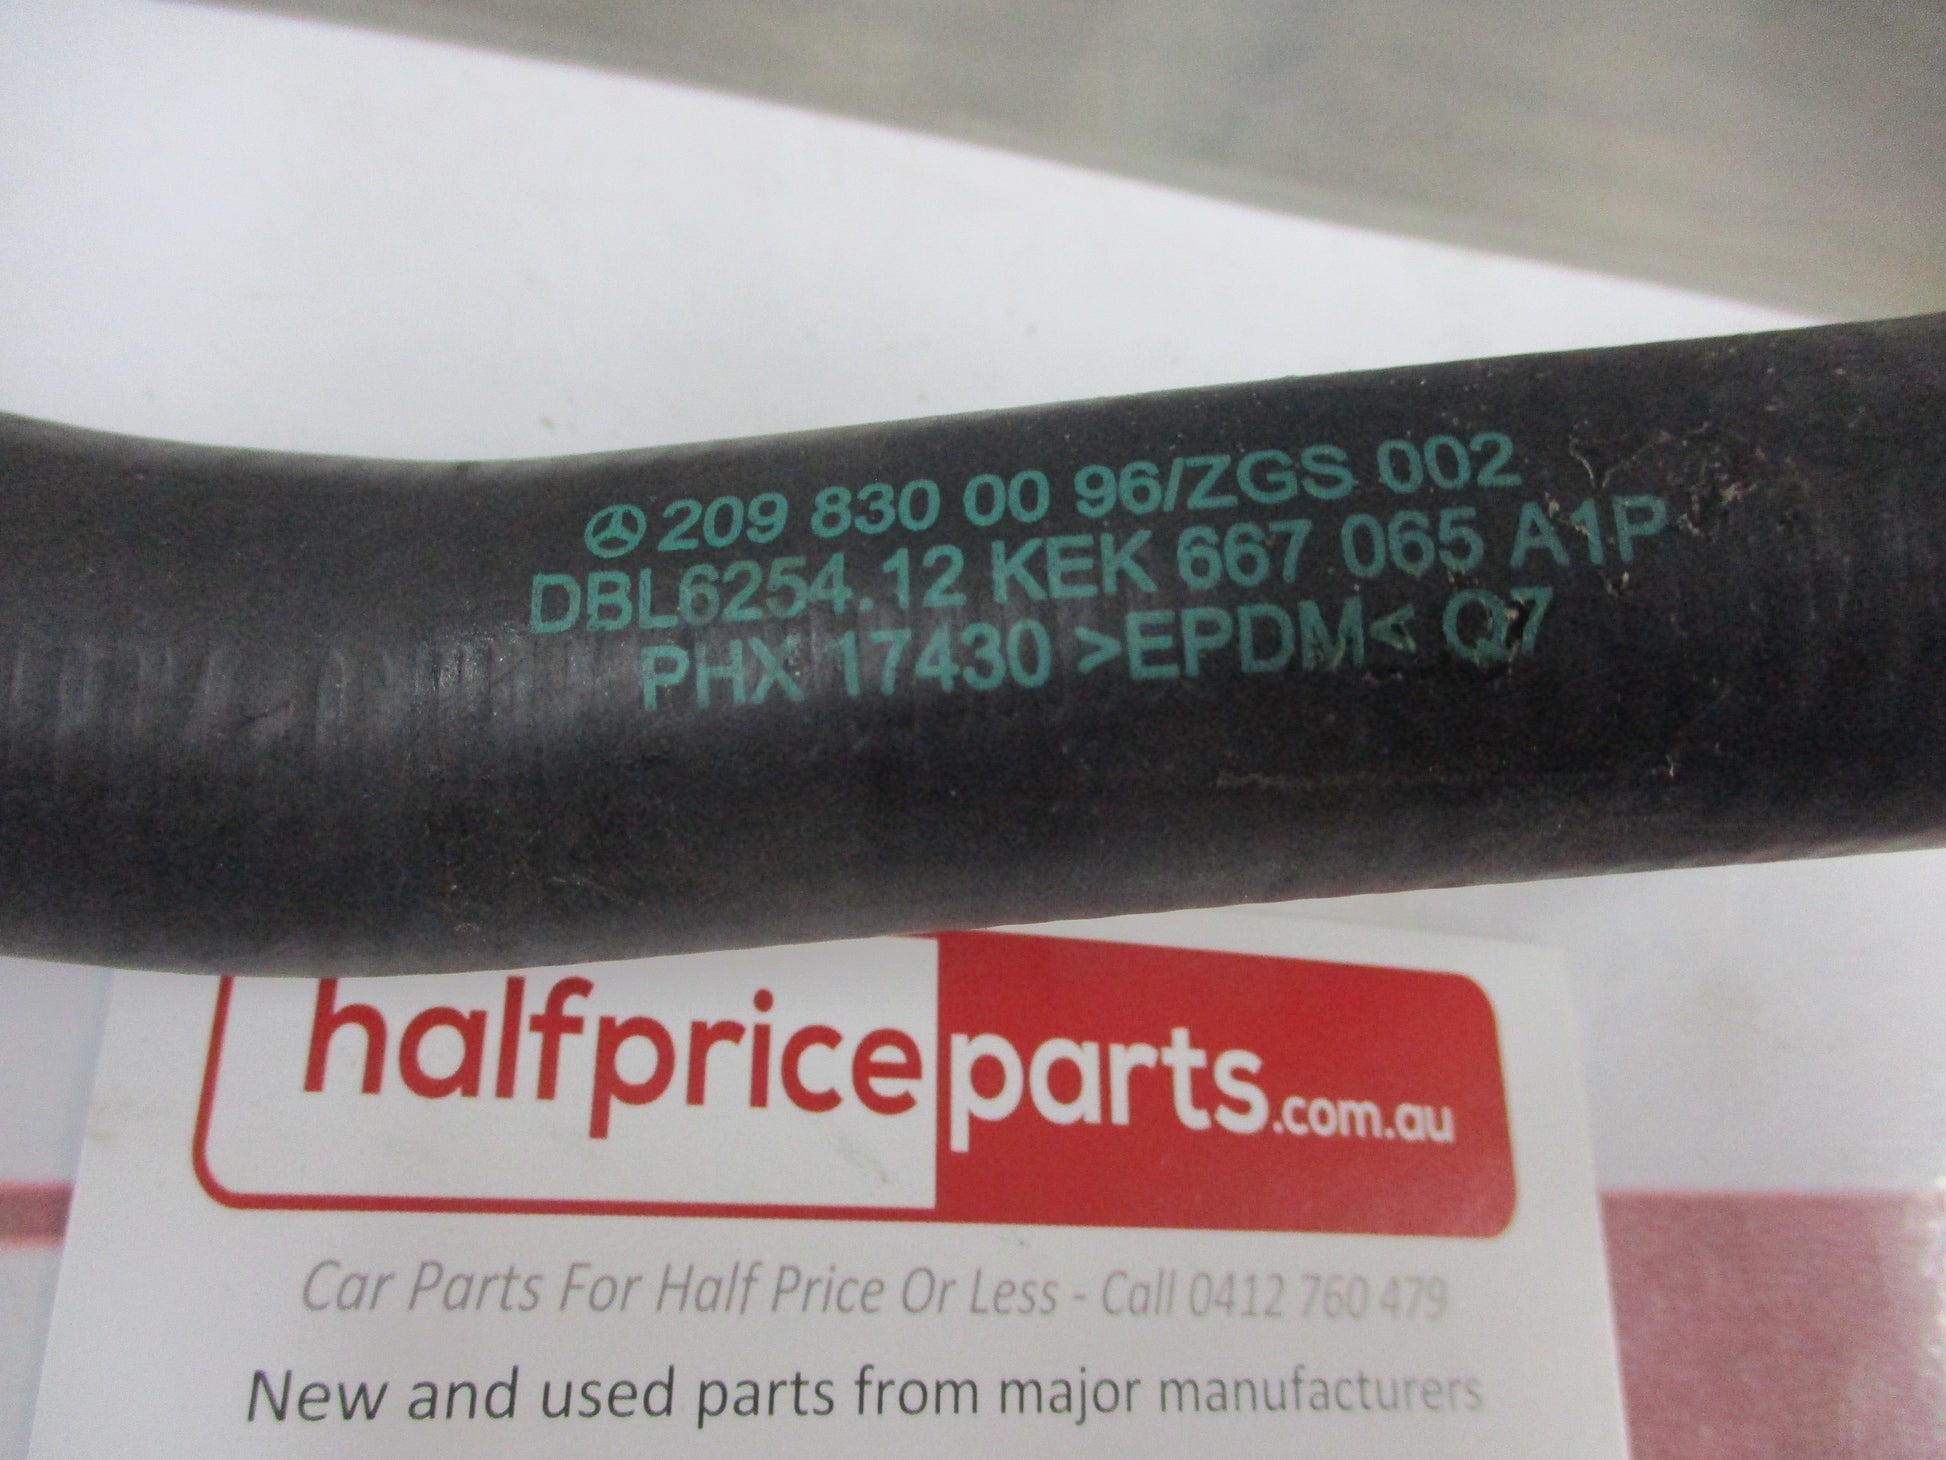 209 830 00 96/ZGS 002
DBL6254.12 KEK 667 065 A1P
PHX 17430 >EPDM< Q7
halfpriceparts.com.au
Car Parts For Half Price Or Less - Call 0412 760 479
New and used parts from major manufacturers